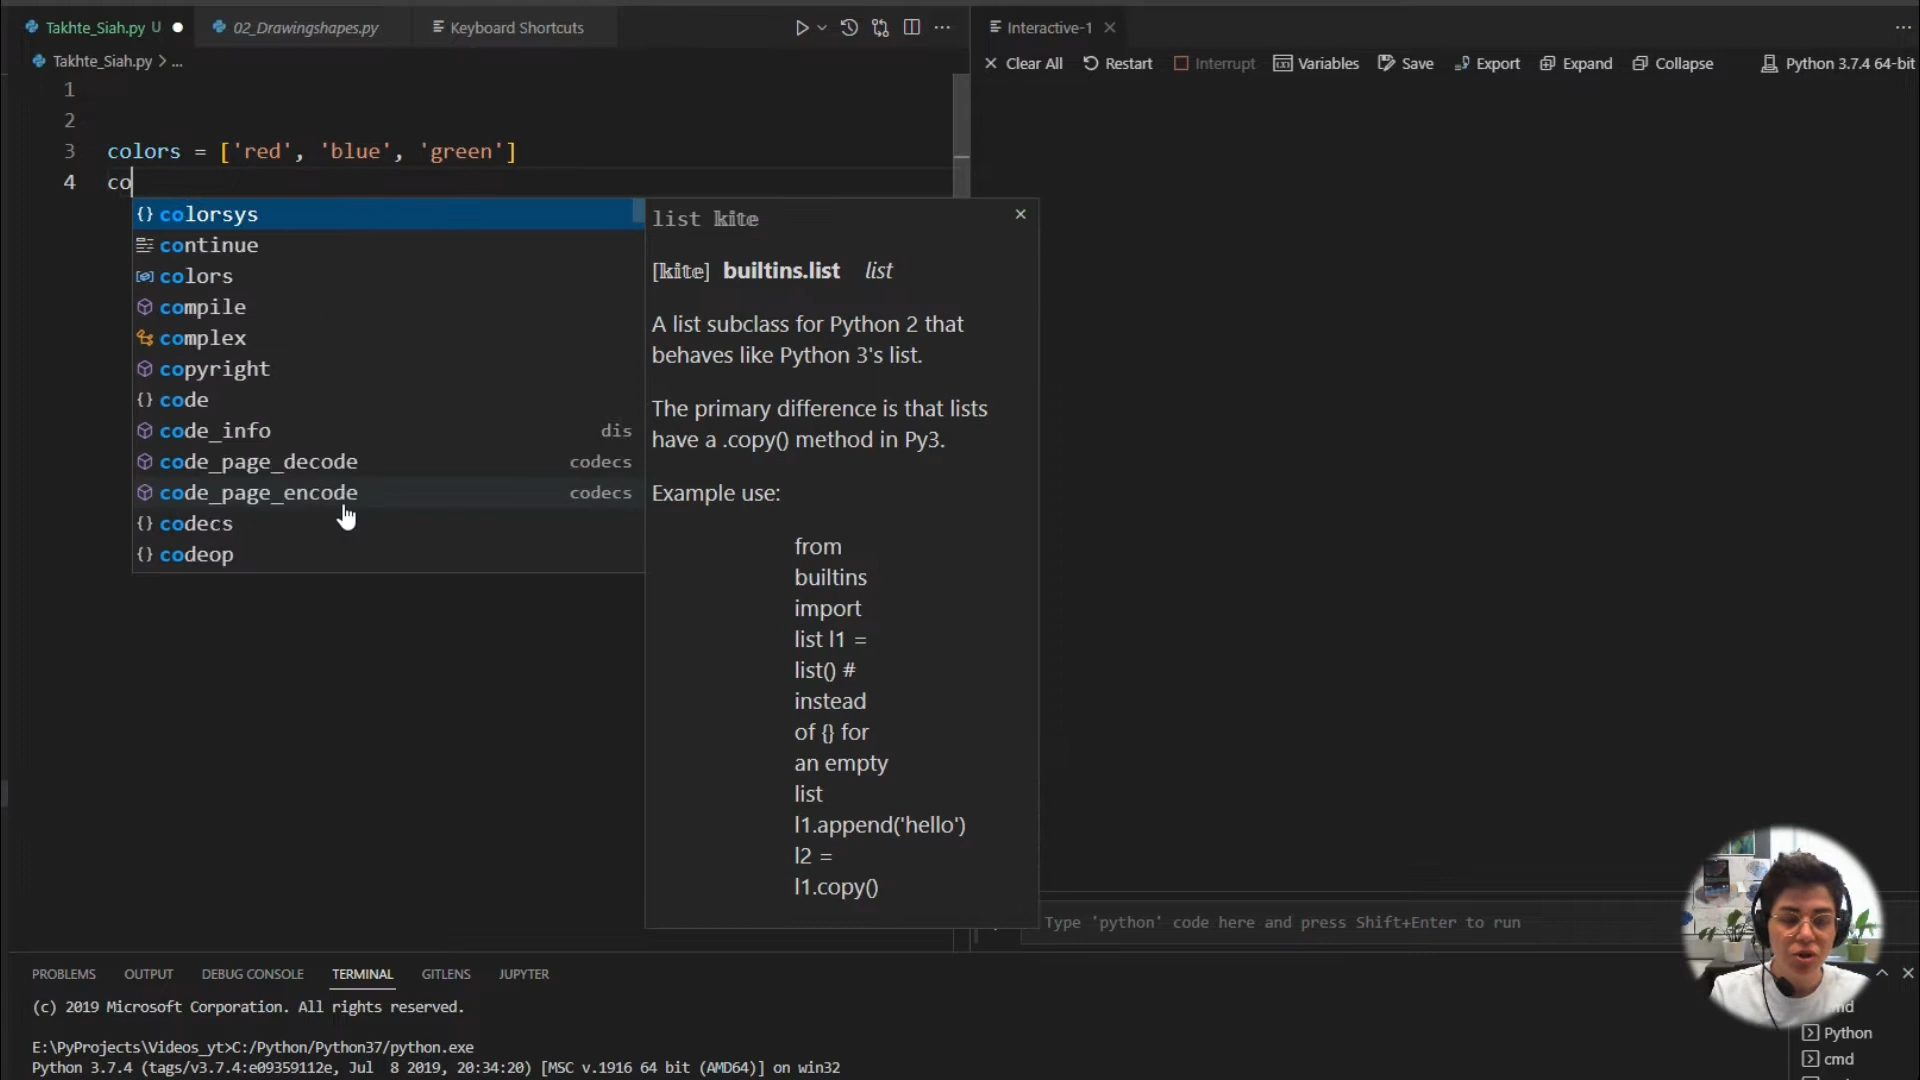 Takhte_Siah.py U
02_Drawingshapes.py
Keyboard Shortcuts
Interactive-1
Takhte_Siah.py > ...
Clear All
Restart
Interrupt
Variables
Save
Export
Expand
Collapse
Python 3.7.4 64-bit
1
2
3 colors = ['red', 'blue', 'green']
4 co
{} colorsys
continue
colors
compile
complex
copyright
{} code
code_info dis
code_page_decode codecs
code_page_encode codecs
{} codecs
{} codeop
list kite
[kite] builtins.list list
A list subclass for Python 2 that
behaves like Python 3's list.
The primary difference is that lists
have a .copy() method in Py3.
Example use:
from
builtins
import
list l1 =
list() #
instead
of {} for
an empty
list
l1.append('hello')
l2 =
l1.copy()
Type 'python' code here and press Shift+Enter to run
PROBLEMS
OUTPUT
DEBUG CONSOLE
TERMINAL
GITLENS
JUPYTER
(c) 2019 Microsoft Corporation. All rights reserved.
E:\PyProjects\Videos_yt>C:/Python/Python37/python.exe
Python 3.7.4 (tags/v3.7.4:e09359112e, Jul  8 2019, 20:34:20) [MSC v.1916 64 bit (AMD64)] on win32
Python
cmd